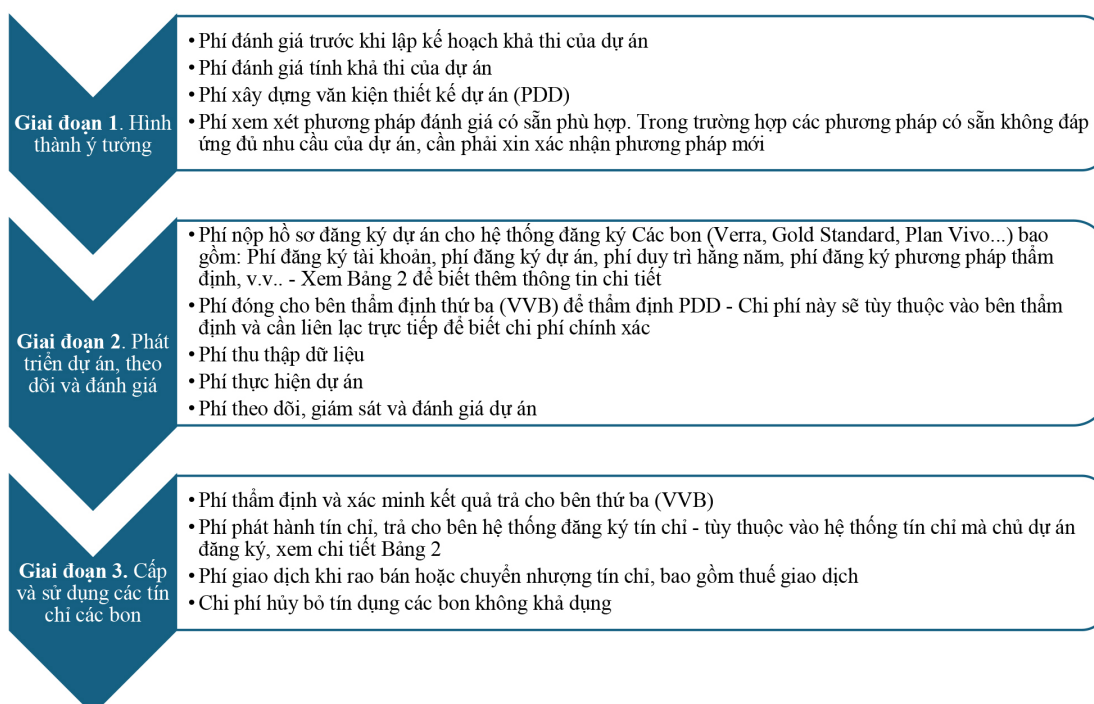 Giai đoạn 1. Hình
thành ý tưởng
• Phí đánh giá trước khi lập kế hoạch khả thi của dự án
• Phí đánh giá tính khả thi của dự án
• Phí xây dựng văn kiện thiết kế dự án (PDD)
• Phí xem xét phương pháp đánh giá có sẵn phù hợp. Trong trường hợp các phương pháp có sẵn không đáp
ứng đủ nhu cầu của dự án, cần phải xin xác nhận phương pháp mới
Giai đoạn 2. Phát
triển dự án, theo
dõi và đánh giá
• Phí nộp hồ sơ đăng ký dự án cho hệ thống đăng ký Các bon (Verra, Gold Standard, Plan Vivo...) bao
gồm: Phí đăng ký tài khoản, phí đăng ký dự án, phí duy trì hằng năm, phí đăng ký phương pháp thẩm
định, v.v.. - Xem Bảng 2 để biết thêm thông tin chi tiết
• Phí đóng cho bên thẩm định thứ ba (VVB) để thẩm định PDD - Chi phí này sẽ tùy thuộc vào bên thẩm
định và cần liên lạc trực tiếp để biết chi phí chính xác
• Phí thu thập dữ liệu
• Phí thực hiện dự án
• Phí theo dõi, giám sát và đánh giá dự án
Giai đoạn 3. Cấp
và sử dụng các tín
chỉ các bon
• Phí thẩm định và xác minh kết quả trả cho bên thứ ba (VVB)
• Phí phát hành tín chỉ, trả cho bên hệ thống đăng ký tín chỉ - tùy thuộc vào hệ thống tín chỉ mà chủ dự án
đăng ký, xem chi tiết Bảng 2
• Phí giao dịch khi rao bán hoặc chuyển nhượng tín chỉ, bao gồm thuế giao dịch
• Chi phí hủy bỏ tín dụng các bon không khả dụng